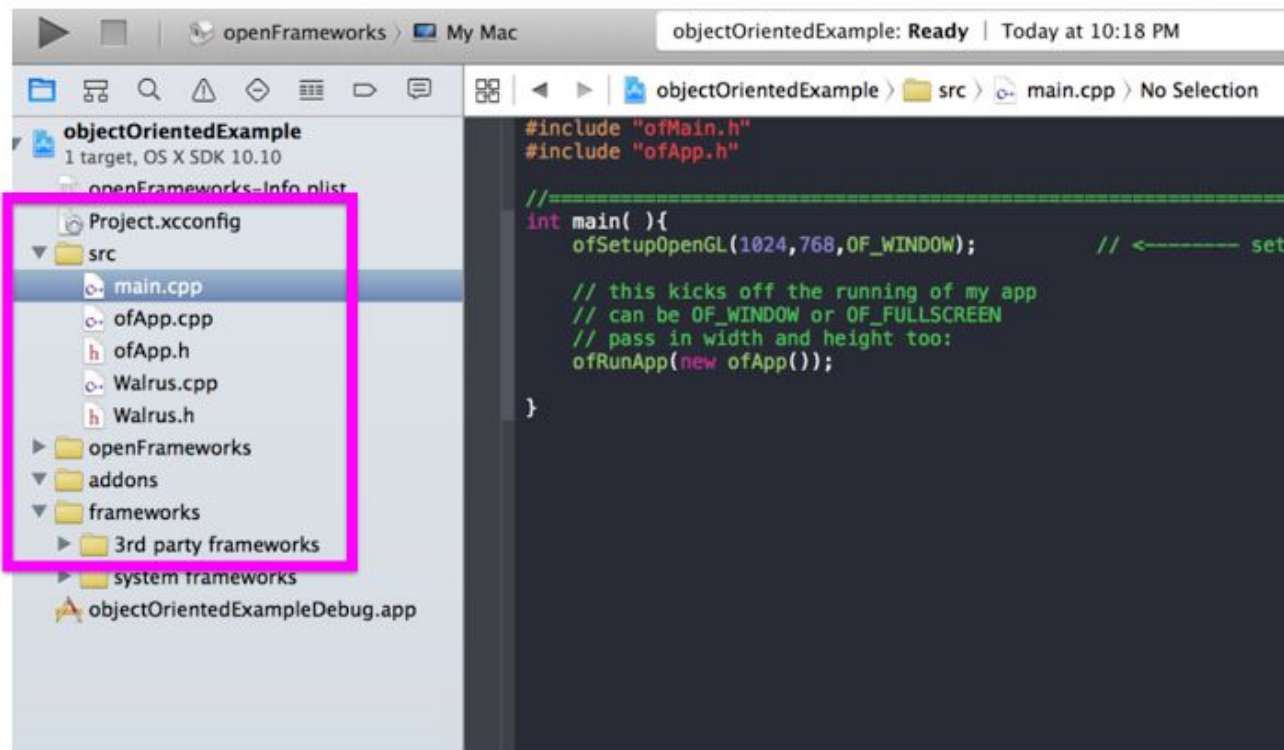 openFrameworks 〉 My Mac
objectOrientedExample: Ready | Today at 10:18 PM
objectOrientedExample 〉 src 〉 main.cpp 〉 No Selection
objectOrientedExample
1 target, OS X SDK 10.10
openFrameworks-Info.plist
Project.xcconfig
src
main.cpp
ofApp.cpp
ofApp.h
Walrus.cpp
Walrus.h
openFrameworks
addons
frameworks
3rd party frameworks
system frameworks
objectOrientedExampleDebug.app
#include "ofMain.h"
#include "ofApp.h"
//========================================================================
int main( ){
ofSetupOpenGL(1024,768,OF_WINDOW); // <-------- set
// this kicks off the running of my app
// can be OF_WINDOW or OF_FULLSCREEN
// pass in width and height too:
ofRunApp(new ofApp());
}